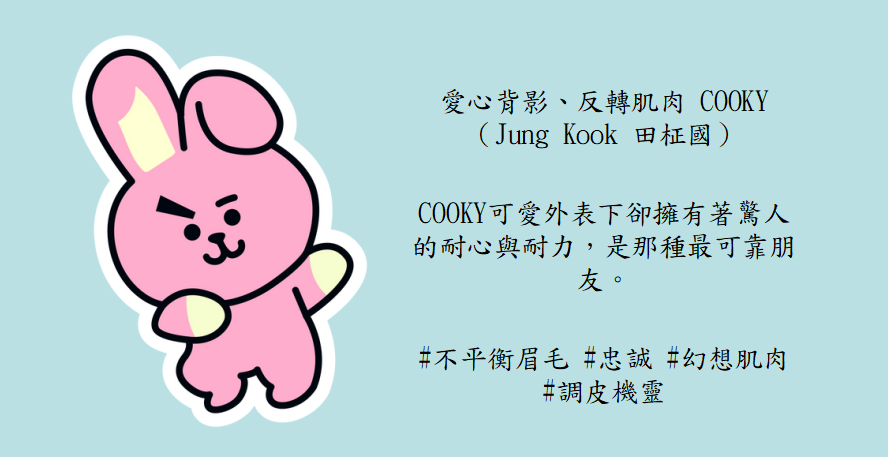 愛心背影、反轉肌肉 COOKY
（Jung Kook 田柾國）
COOKY可愛外表下卻擁有著驚人
的耐心與耐力，是那種最可靠朋
友。
#不平衡眉毛 #忠誠 #幻想肌肉
#調皮機靈